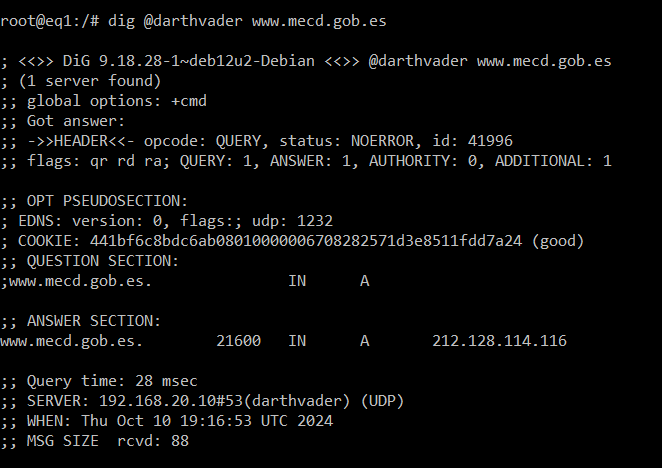 root@eq1:/# dig @darthvader www.mecd.gob.es
; <<>> DiG 9.18.28-1~deb12u2-Debian <<>> @darthvader www.mecd.gob.es
; (1 server found)
;; global options: +cmd
;; Got answer:
;; ->>HEADER<<- opcode: QUERY, status: NOERROR, id: 41996
;; flags: qr rd ra; QUERY: 1, ANSWER: 1, AUTHORITY: 0, ADDITIONAL: 1
;; OPT PSEUDOSECTION:
; EDNS: version: 0, flags:; udp: 1232
; COOKIE: 441bf6c8bdc6ab08010000006708282571d3e8511fdd7a24 (good)
;; QUESTION SECTION:
;www.mecd.gob.es. IN A
;; ANSWER SECTION:
www.mecd.gob.es. 21600 IN A 212.128.114.116
;; Query time: 28 msec
;; SERVER: 192.168.20.10#53(darthvader) (UDP)
;; WHEN: Thu Oct 10 19:16:53 UTC 2024
;; MSG SIZE rcvd: 88